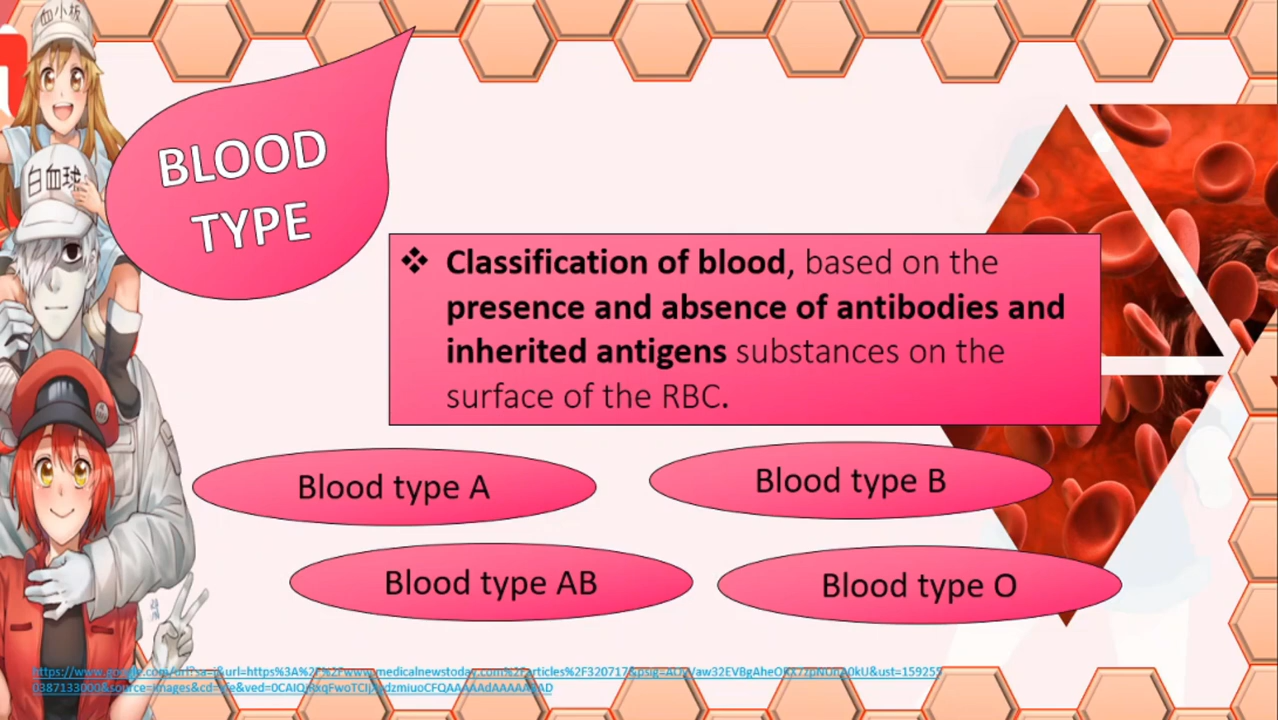 血小板
白血球
BLOOD
TYPE
❖ Classification of blood, based on the
presence and absence of antibodies and
inherited antigens substances on the
surface of the RBC.
Blood type A
Blood type B
Blood type AB
Blood type O